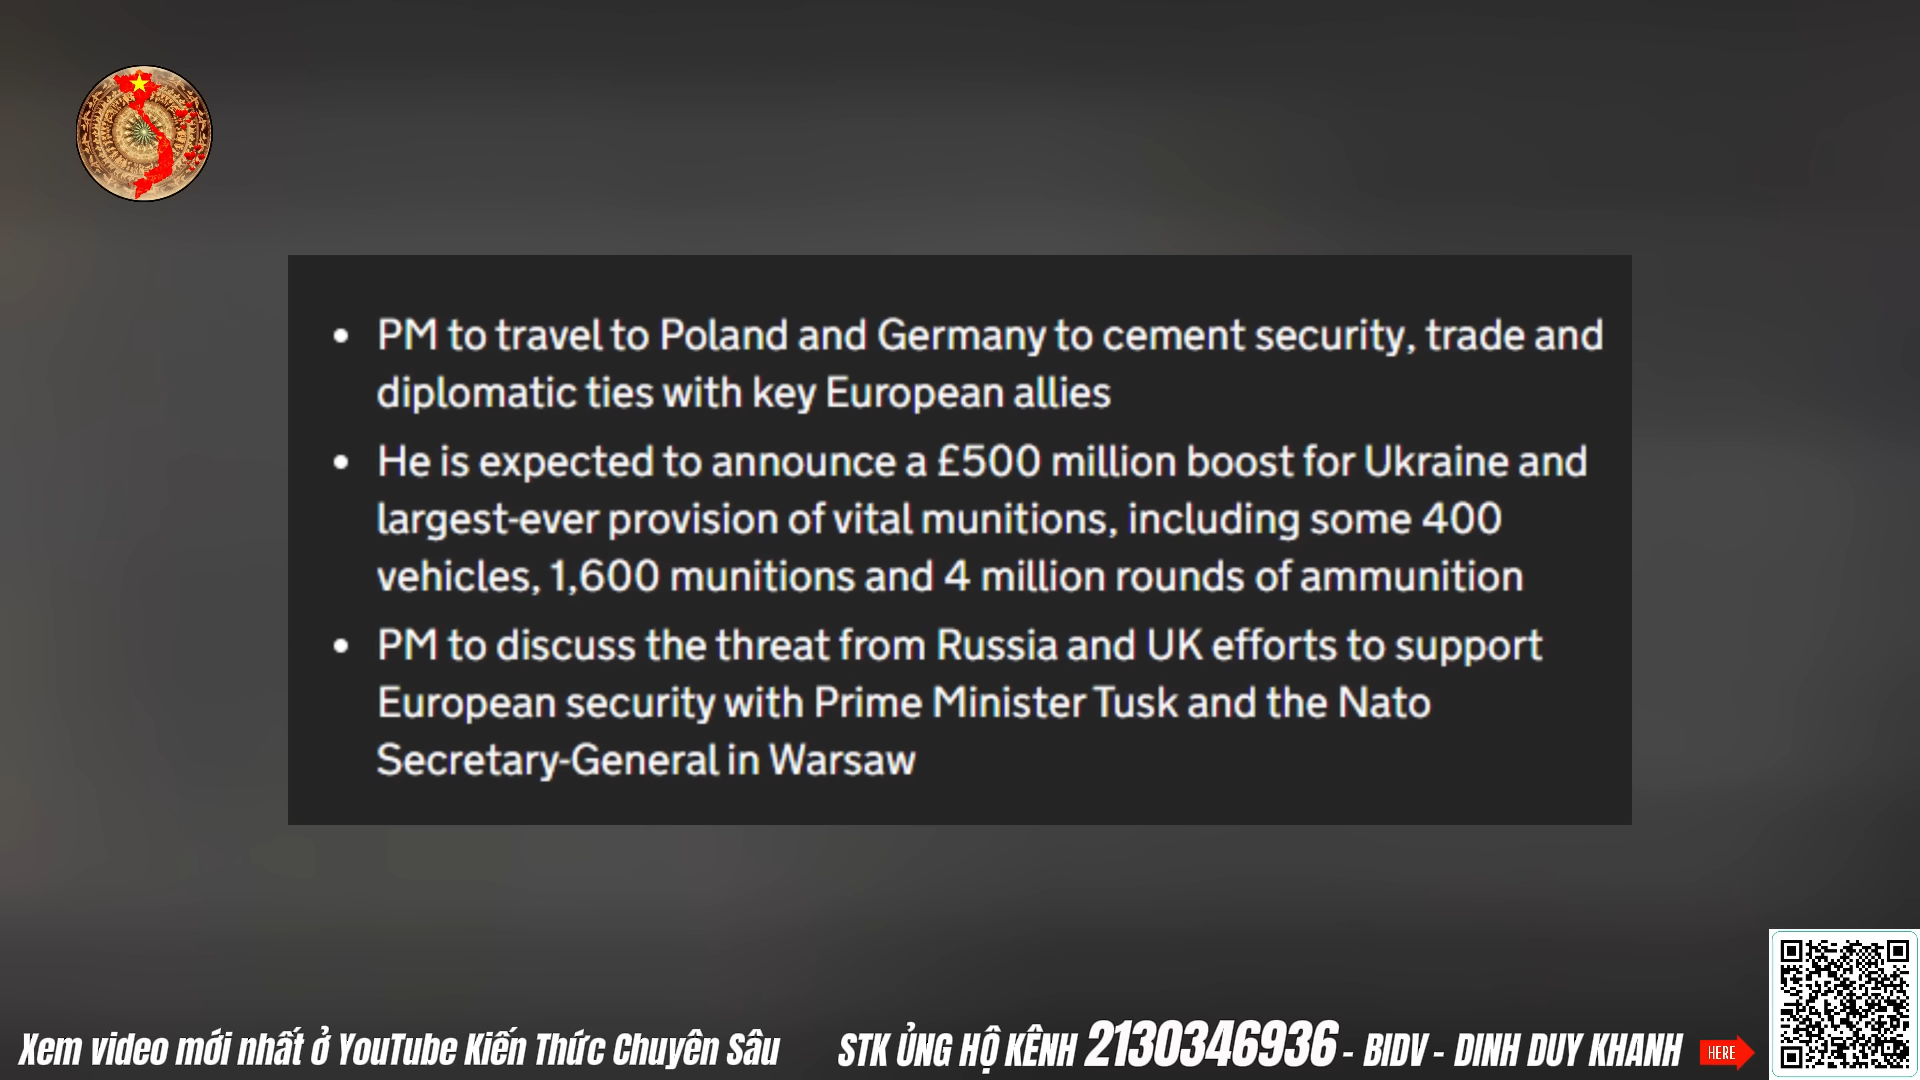 • PM to travel to Poland and Germany to cement security, trade and
diplomatic ties with key European allies
• He is expected to announce a £500 million boost for Ukraine and
largest-ever provision of vital munitions, including some 400
vehicles, 1,600 munitions and 4 million rounds of ammunition
• PM to discuss the threat from Russia and UK efforts to support
European security with Prime Minister Tusk and the Nato
Secretary-General in Warsaw
Xem video mới nhất ở YouTube Kiến Thức Chuyên Sâu
STK ỦNG HỘ KÊNH 2130346936 - BIDV - DINH DUY KHANH
HERE